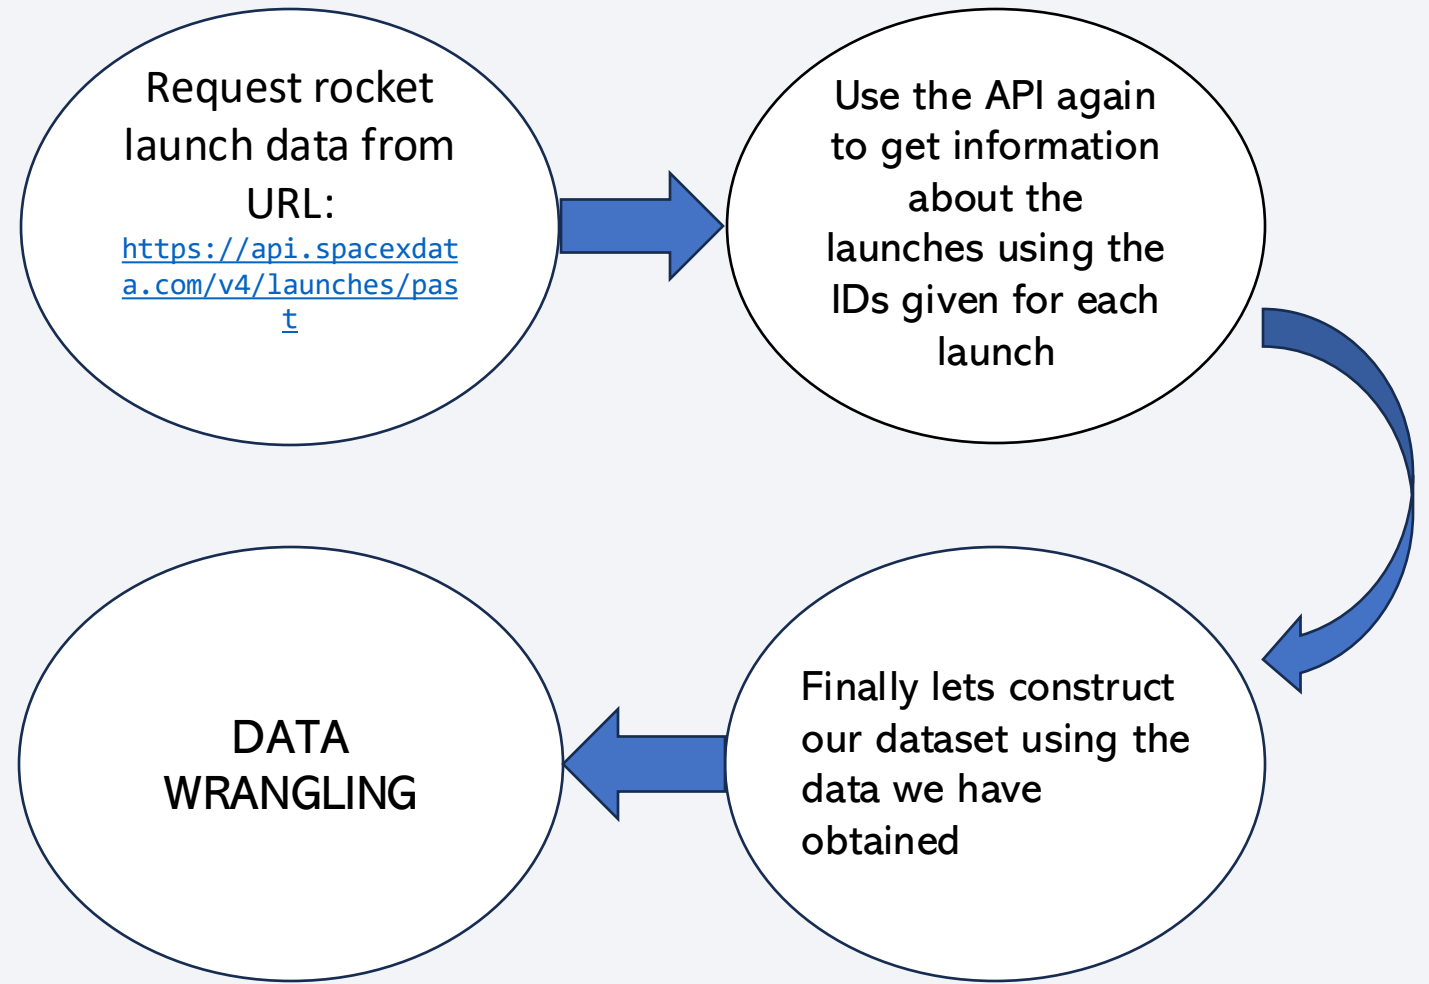 Request rocket
launch data from
URL:
https://api.spacexdat
a.com/v4/launches/pas
t
Use the API again
to get information
about the
launches using the
IDs given for each
launch
Finally lets construct
our dataset using the
data we have
obtained
DATA
WRANGLING